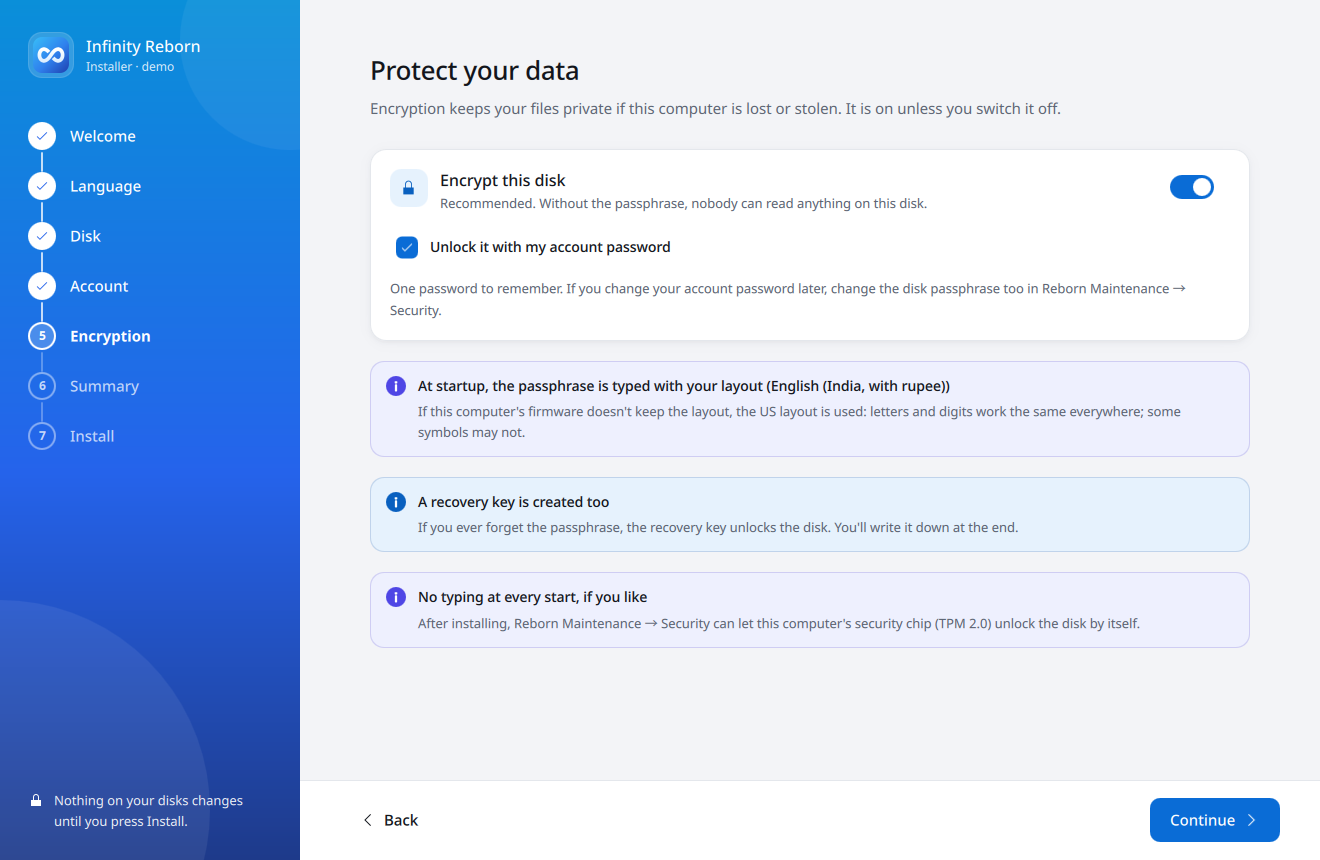 Infinity Reborn
Installer · demo
Welcome
Language
Disk
Account
5 Encryption
6 Summary
7 Install
Nothing on your disks changes
until you press Install.
Protect your data
Encryption keeps your files private if this computer is lost or stolen. It is on unless you switch it off.
Encrypt this disk
Recommended. Without the passphrase, nobody can read anything on this disk.
Unlock it with my account password
One password to remember. If you change your account password later, change the disk passphrase too in Reborn Maintenance →
Security.
At startup, the passphrase is typed with your layout (English (India, with rupee))
If this computer's firmware doesn't keep the layout, the US layout is used: letters and digits work the same everywhere; some
symbols may not.
A recovery key is created too
If you ever forget the passphrase, the recovery key unlocks the disk. You'll write it down at the end.
No typing at every start, if you like
After installing, Reborn Maintenance → Security can let this computer's security chip (TPM 2.0) unlock the disk by itself.
Back
Continue